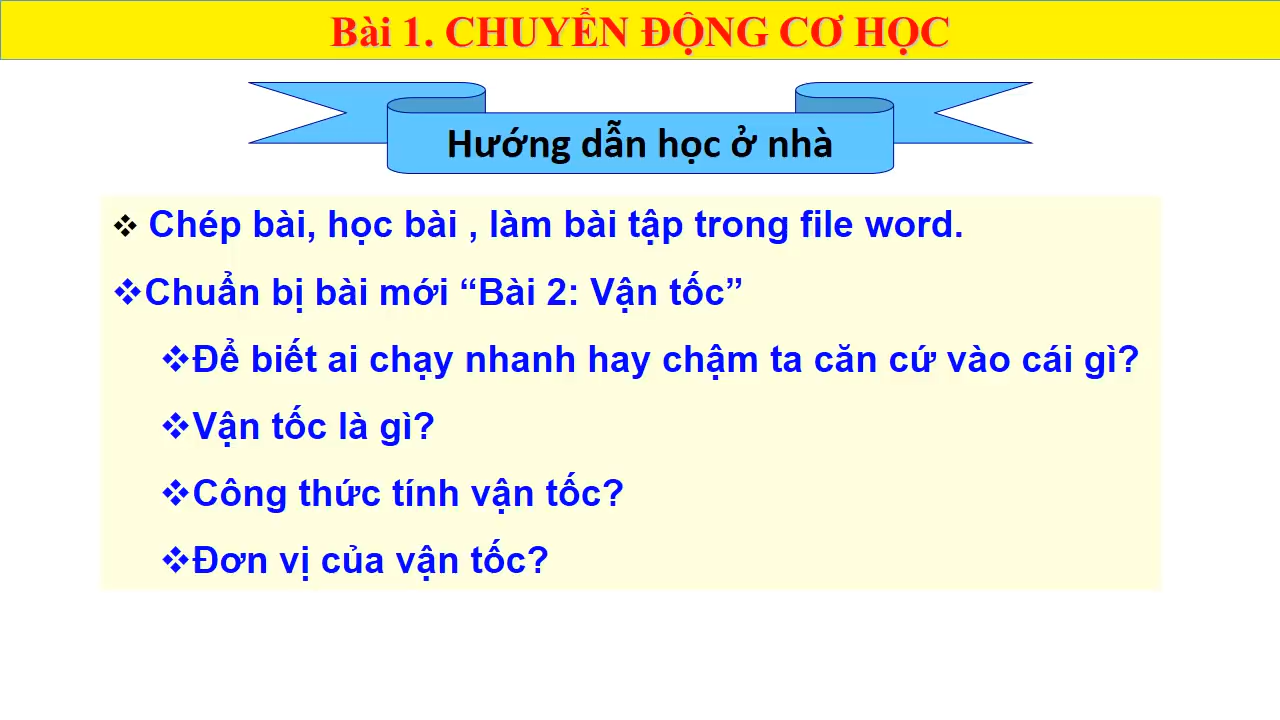 Bài 1. CHUYỂN ĐỘNG CƠ HỌC
Hướng dẫn học ở nhà
❖ Chép bài, học bài , làm bài tập trong file word.
❖Chuẩn bị bài mới “Bài 2: Vận tốc”
❖Để biết ai chạy nhanh hay chậm ta căn cứ vào cái gì?
❖Vận tốc là gì?
❖Công thức tính vận tốc?
❖Đơn vị của vận tốc?